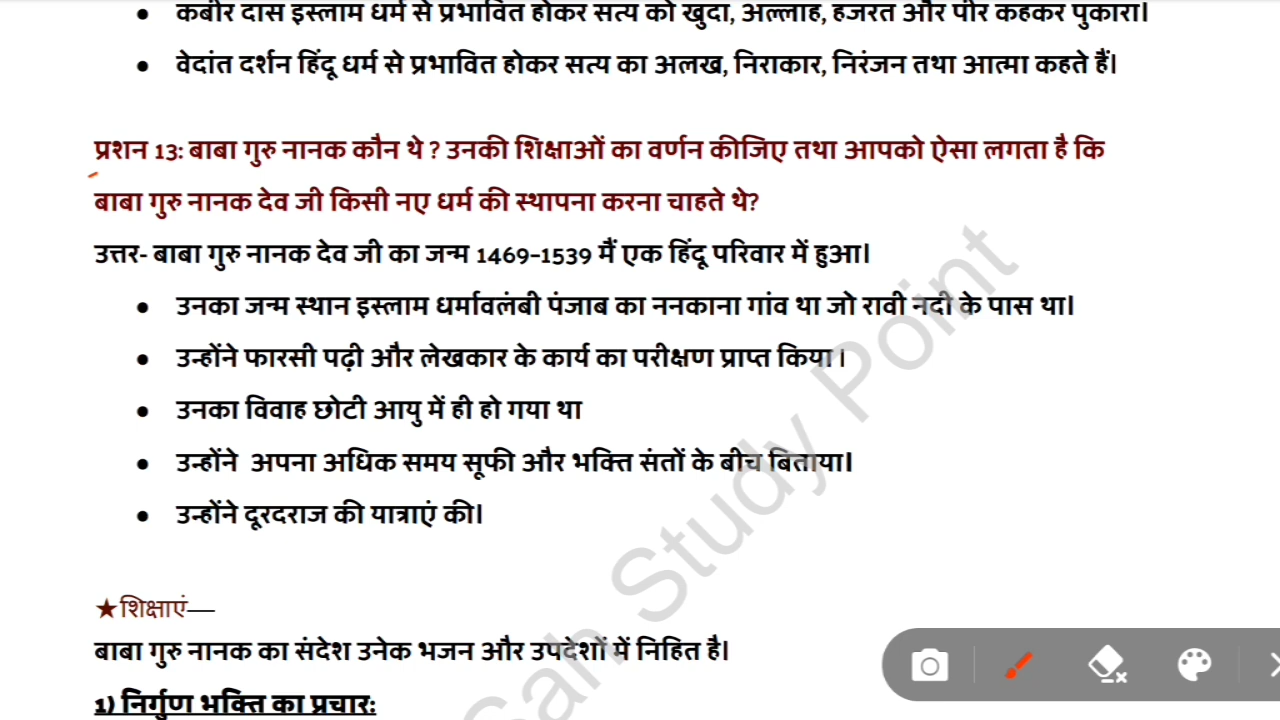 कबीर दास इस्लाम धर्म से प्रभावित होकर सत्य को खुदा, अल्लाह, हजरत और पीर कहकर पुकारा।
वेदांत दर्शन हिंदू धर्म से प्रभावित होकर सत्य का अलख, निराकार, निरंजन तथा आत्मा कहते हैं।
प्रशन 13: बाबा गुरु नानक कौन थे ? उनकी शिक्षाओं का वर्णन कीजिए तथा आपको ऐसा लगता है कि
बाबा गुरु नानक देव जी किसी नए धर्म की स्थापना करना चाहते थे?
उत्तर- बाबा गुरु नानक देव जी का जन्म 1469–1539 मैं एक हिंदू परिवार में हुआ।
उनका जन्म स्थान इस्लाम धर्मावलंबी पंजाब का ननकाना गांव था जो रावी नदी के पास था।
उन्होंने फारसी पढ़ी और लेखकार के कार्य का परीक्षण प्राप्त किया।
उनका विवाह छोटी आयु में ही हो गया था
उन्होंने अपना अधिक समय सूफी और भक्ति संतों के बीच बिताया।
उन्होंने दूरदराज की यात्राएं की।
★शिक्षाएं—
बाबा गुरु नानक का संदेश उनेक भजन और उपदेशों में निहित है।
1) निर्गुण भक्ति का प्रचार:
Sah Study Point